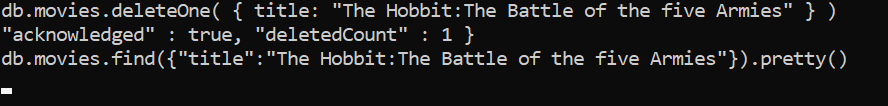 db.movies.deleteOne( { title: "The Hobbit:The Battle of the five Armies" } )
"acknowledged" : true, "deletedCount" : 1 }
db.movies.find({"title":"The Hobbit:The Battle of the five Armies"}).pretty()